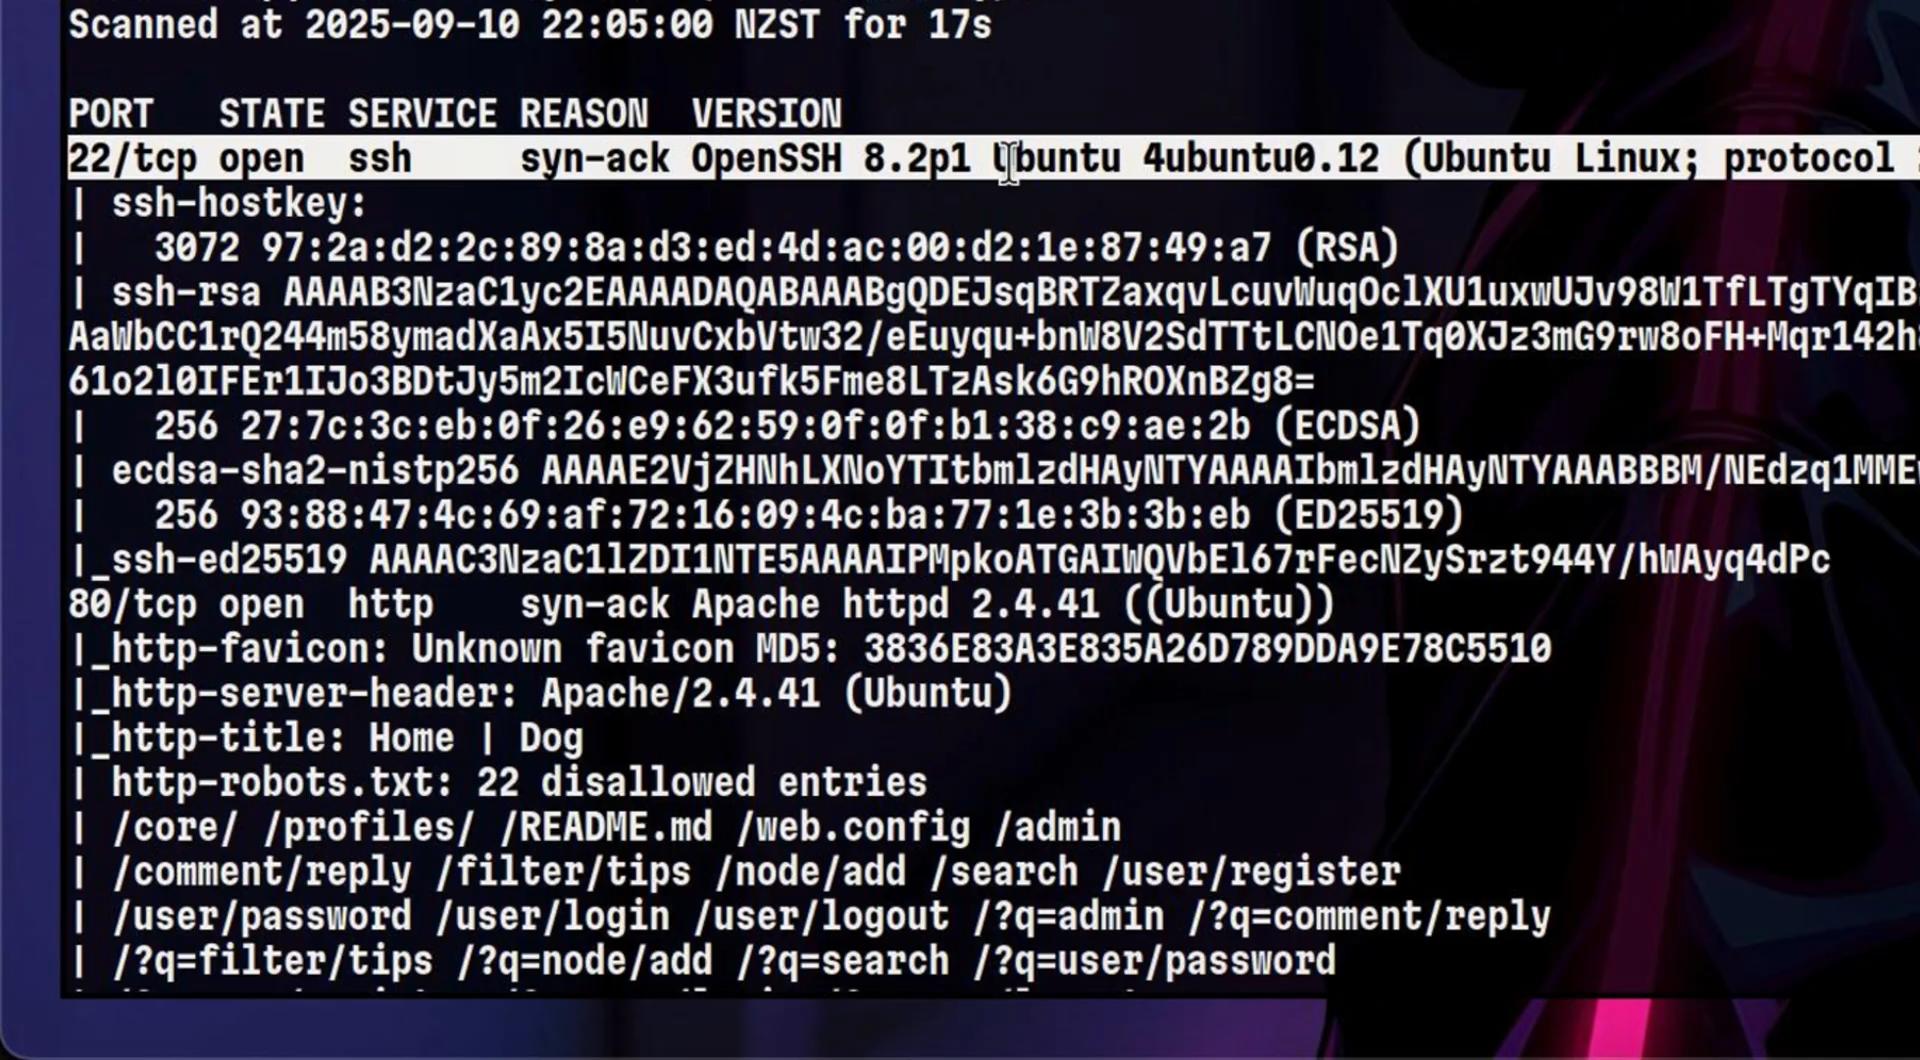 Scanned at 2025-09-10 22:05:00 NZST for 17s
PORT   STATE SERVICE REASON  VERSION
22/tcp open  ssh     syn-ack OpenSSH 8.2p1 Ubuntu 4ubuntu0.12 (Ubuntu Linux; protocol
| ssh-hostkey:
|   3072 97:2a:d2:2c:89:8a:d3:ed:4d:ac:00:d2:1e:87:49:a7 (RSA)
| ssh-rsa AAAAB3NzaC1yc2EAAAADAQABAAABgQDEJsqBRTZaxqvLcuvWuqOclXU1uxwUJv98W1TfLTgTYqIB
AaWbCC1rQ244m58ymadXaAx5I5NuvCxbVtw32/eEuyqu+bnW8V2SdTTtLCNOe1Tq0XJz3mG9rw8oFH+Mqr142h
61o2l0IFEr1IJo3BDtJy5m2IcWCeFX3ufk5Fme8LTzAsk6G9hROXnBZg8=
|   256 27:7c:3c:eb:0f:26:e9:62:59:0f:0f:b1:38:c9:ae:2b (ECDSA)
| ecdsa-sha2-nistp256 AAAAE2VjZHNhLXNoYTItbmlzdHAyNTYAAAAIbmlzdHAyNTYAAABBBM/NEdzq1MME
|   256 93:88:47:4c:69:af:72:16:09:4c:ba:77:1e:3b:3b:eb (ED25519)
|_ssh-ed25519 AAAAC3NzaC1lZDI1NTE5AAAAIPMpkoATGAIWQVbEl67rFecNZySrzt944Y/hWAyq4dPc
80/tcp open  http    syn-ack Apache httpd 2.4.41 ((Ubuntu))
|_http-favicon: Unknown favicon MD5: 3836E83A3E835A26D789DDA9E78C5510
|_http-server-header: Apache/2.4.41 (Ubuntu)
|_http-title: Home | Dog
| http-robots.txt: 22 disallowed entries
| /core/ /profiles/ /README.md /web.config /admin
| /comment/reply /filter/tips /node/add /search /user/register
| /user/password /user/login /user/logout /?q=admin /?q=comment/reply
| /?q=filter/tips /?q=node/add /?q=search /?q=user/password